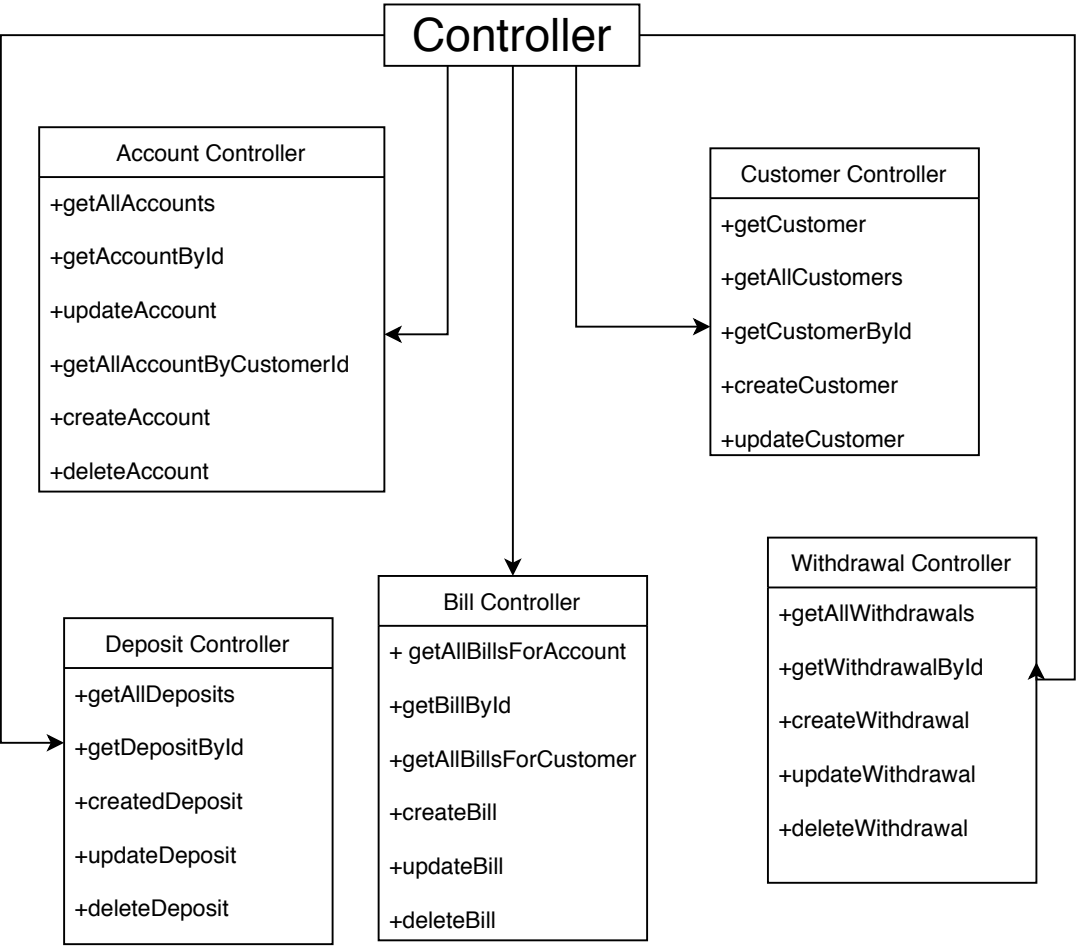 Controller
Account Controller
+getAllAccounts
+getAccountById
+updateAccount
+getAllAccountByCustomerId
+createAccount
+deleteAccount
Customer Controller
+getCustomer
+getAllCustomers
+getCustomerById
+createCustomer
+updateCustomer
Deposit Controller
+getAllDeposits
+getDepositById
+createdDeposit
+updateDeposit
+deleteDeposit
Bill Controller
+ getAllBillsForAccount
+getBillById
+getAllBillsForCustomer
+createBill
+updateBill
+deleteBill
Withdrawal Controller
+getAllWithdrawals
+getWithdrawalById
+createWithdrawal
+updateWithdrawal
+deleteWithdrawal